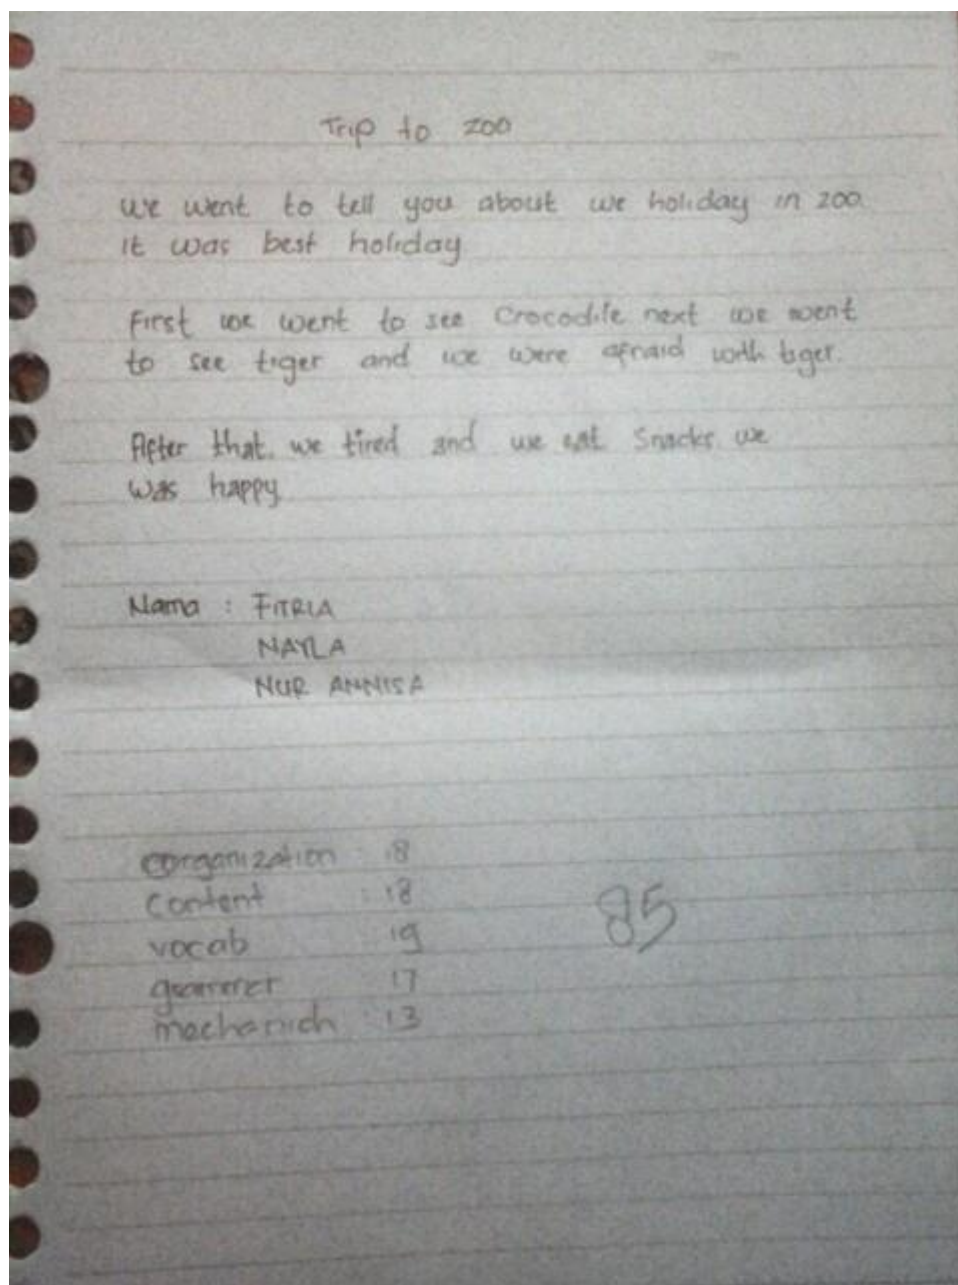 Trip to zoo
we went to tell you about we holiday in zoo.
it was best holiday
First we went to see Crocodile next we went
to see tiger and we were afraid with tiger.
After that we tired and we eat snacks we
was happy.
Nama : FITRIA
NAYLA
NUR ANNISA
organization : 18
content : 18
vocab : 19
grammer : 17
mechanich : 13
85